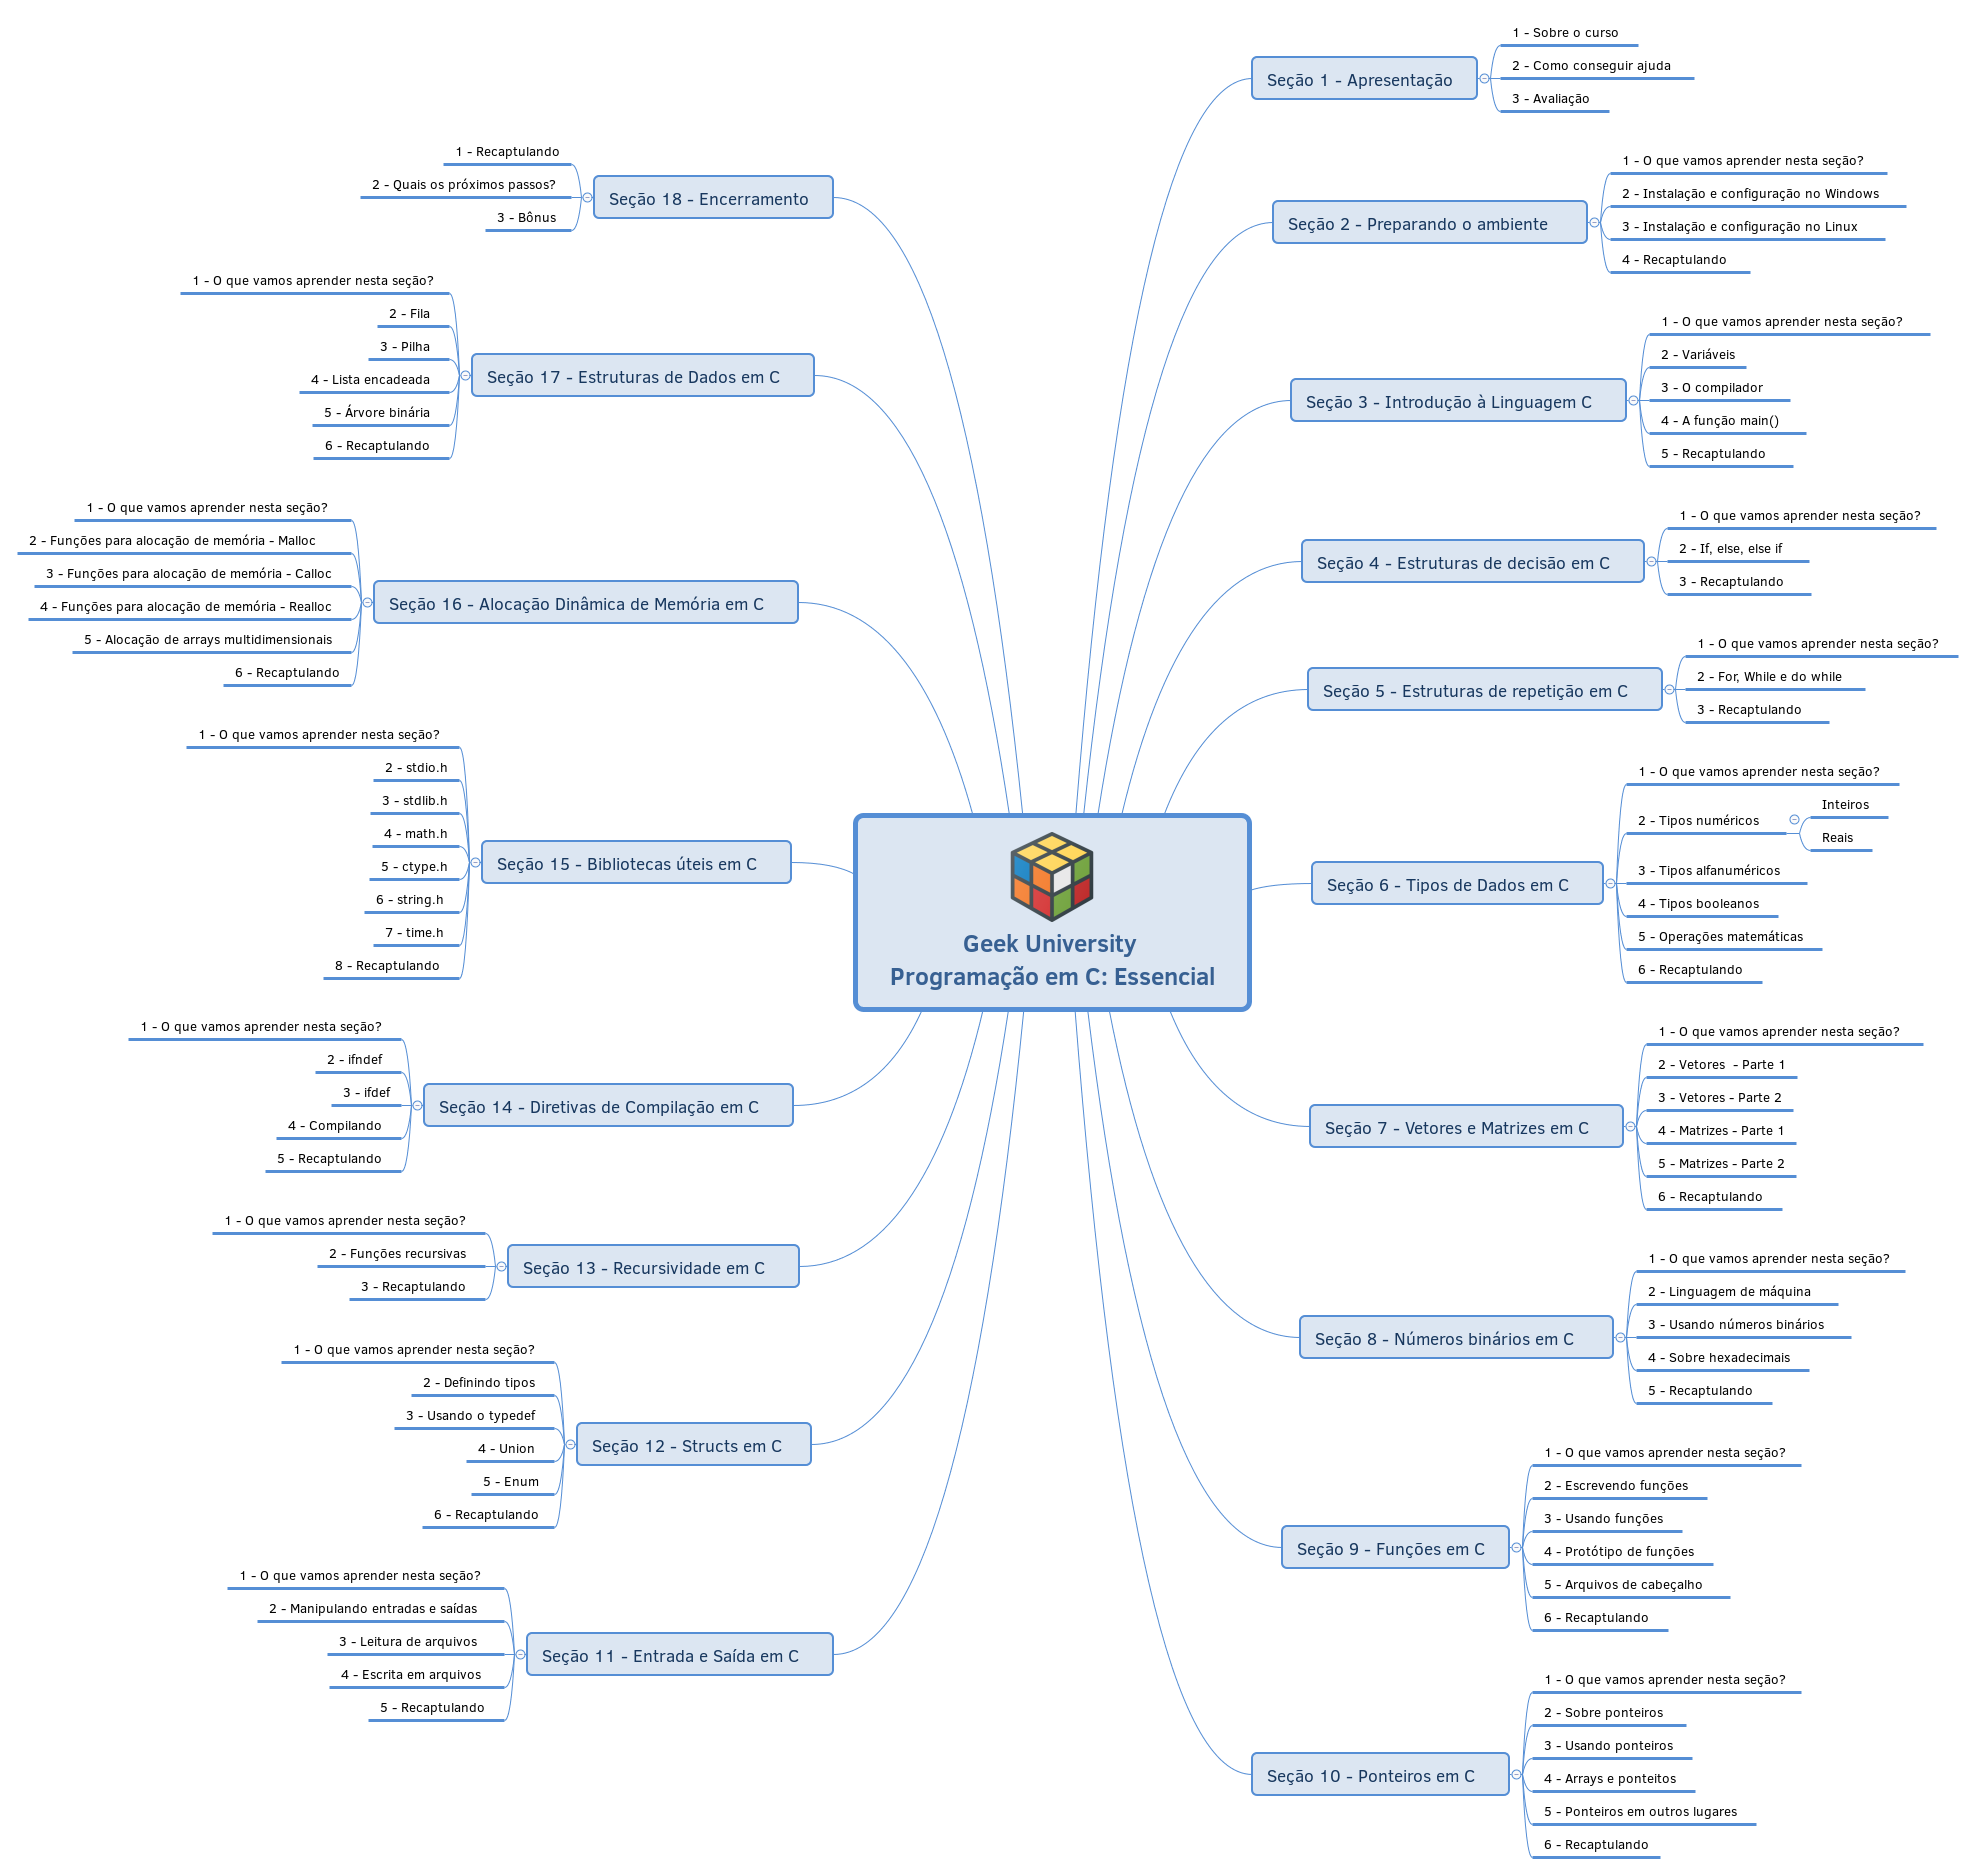 Geek University
Programação em C: Essencial
Seção 1 - Apresentação
1 - Sobre o curso
2 - Como conseguir ajuda
3 - Avaliação
Seção 2 - Preparando o ambiente
1 - O que vamos aprender nesta seção?
2 - Instalação e configuração no Windows
3 - Instalação e configuração no Linux
4 - Recaptulando
Seção 3 - Introdução à Linguagem C
1 - O que vamos aprender nesta seção?
2 - Variáveis
3 - O compilador
4 - A função main()
5 - Recaptulando
Seção 4 - Estruturas de decisão em C
1 - O que vamos aprender nesta seção?
2 - If, else, else if
3 - Recaptulando
Seção 5 - Estruturas de repetição em C
1 - O que vamos aprender nesta seção?
2 - For, While e do while
3 - Recaptulando
Seção 6 - Tipos de Dados em C
1 - O que vamos aprender nesta seção?
2 - Tipos numéricos
Inteiros
Reais
3 - Tipos alfanuméricos
4 - Tipos booleanos
5 - Operações matemáticas
6 - Recaptulando
Seção 7 - Vetores e Matrizes em C
1 - O que vamos aprender nesta seção?
2 - Vetores  - Parte 1
3 - Vetores - Parte 2
4 - Matrizes - Parte 1
5 - Matrizes - Parte 2
6 - Recaptulando
Seção 8 - Números binários em C
1 - O que vamos aprender nesta seção?
2 - Linguagem de máquina
3 - Usando números binários
4 - Sobre hexadecimais
5 - Recaptulando
Seção 9 - Funções em C
1 - O que vamos aprender nesta seção?
2 - Escrevendo funções
3 - Usando funções
4 - Protótipo de funções
5 - Arquivos de cabeçalho
6 - Recaptulando
Seção 10 - Ponteiros em C
1 - O que vamos aprender nesta seção?
2 - Sobre ponteiros
3 - Usando ponteiros
4 - Arrays e ponteitos
5 - Ponteiros em outros lugares
6 - Recaptulando
Seção 11 - Entrada e Saída em C
1 - O que vamos aprender nesta seção?
2 - Manipulando entradas e saídas
3 - Leitura de arquivos
4 - Escrita em arquivos
5 - Recaptulando
Seção 12 - Structs em C
1 - O que vamos aprender nesta seção?
2 - Definindo tipos
3 - Usando o typedef
4 - Union
5 - Enum
6 - Recaptulando
Seção 13 - Recursividade em C
1 - O que vamos aprender nesta seção?
2 - Funções recursivas
3 - Recaptulando
Seção 14 - Diretivas de Compilação em C
1 - O que vamos aprender nesta seção?
2 - ifndef
3 - ifdef
4 - Compilando
5 - Recaptulando
Seção 15 - Bibliotecas úteis em C
1 - O que vamos aprender nesta seção?
2 - stdio.h
3 - stdlib.h
4 - math.h
5 - ctype.h
6 - string.h
7 - time.h
8 - Recaptulando
Seção 16 - Alocação Dinâmica de Memória em C
1 - O que vamos aprender nesta seção?
2 - Funções para alocação de memória - Malloc
3 - Funções para alocação de memória - Calloc
4 - Funções para alocação de memória - Realloc
5 - Alocação de arrays multidimensionais
6 - Recaptulando
Seção 17 - Estruturas de Dados em C
1 - O que vamos aprender nesta seção?
2 - Fila
3 - Pilha
4 - Lista encadeada
5 - Árvore binária
6 - Recaptulando
Seção 18 - Encerramento
1 - Recaptulando
2 - Quais os próximos passos?
3 - Bônus